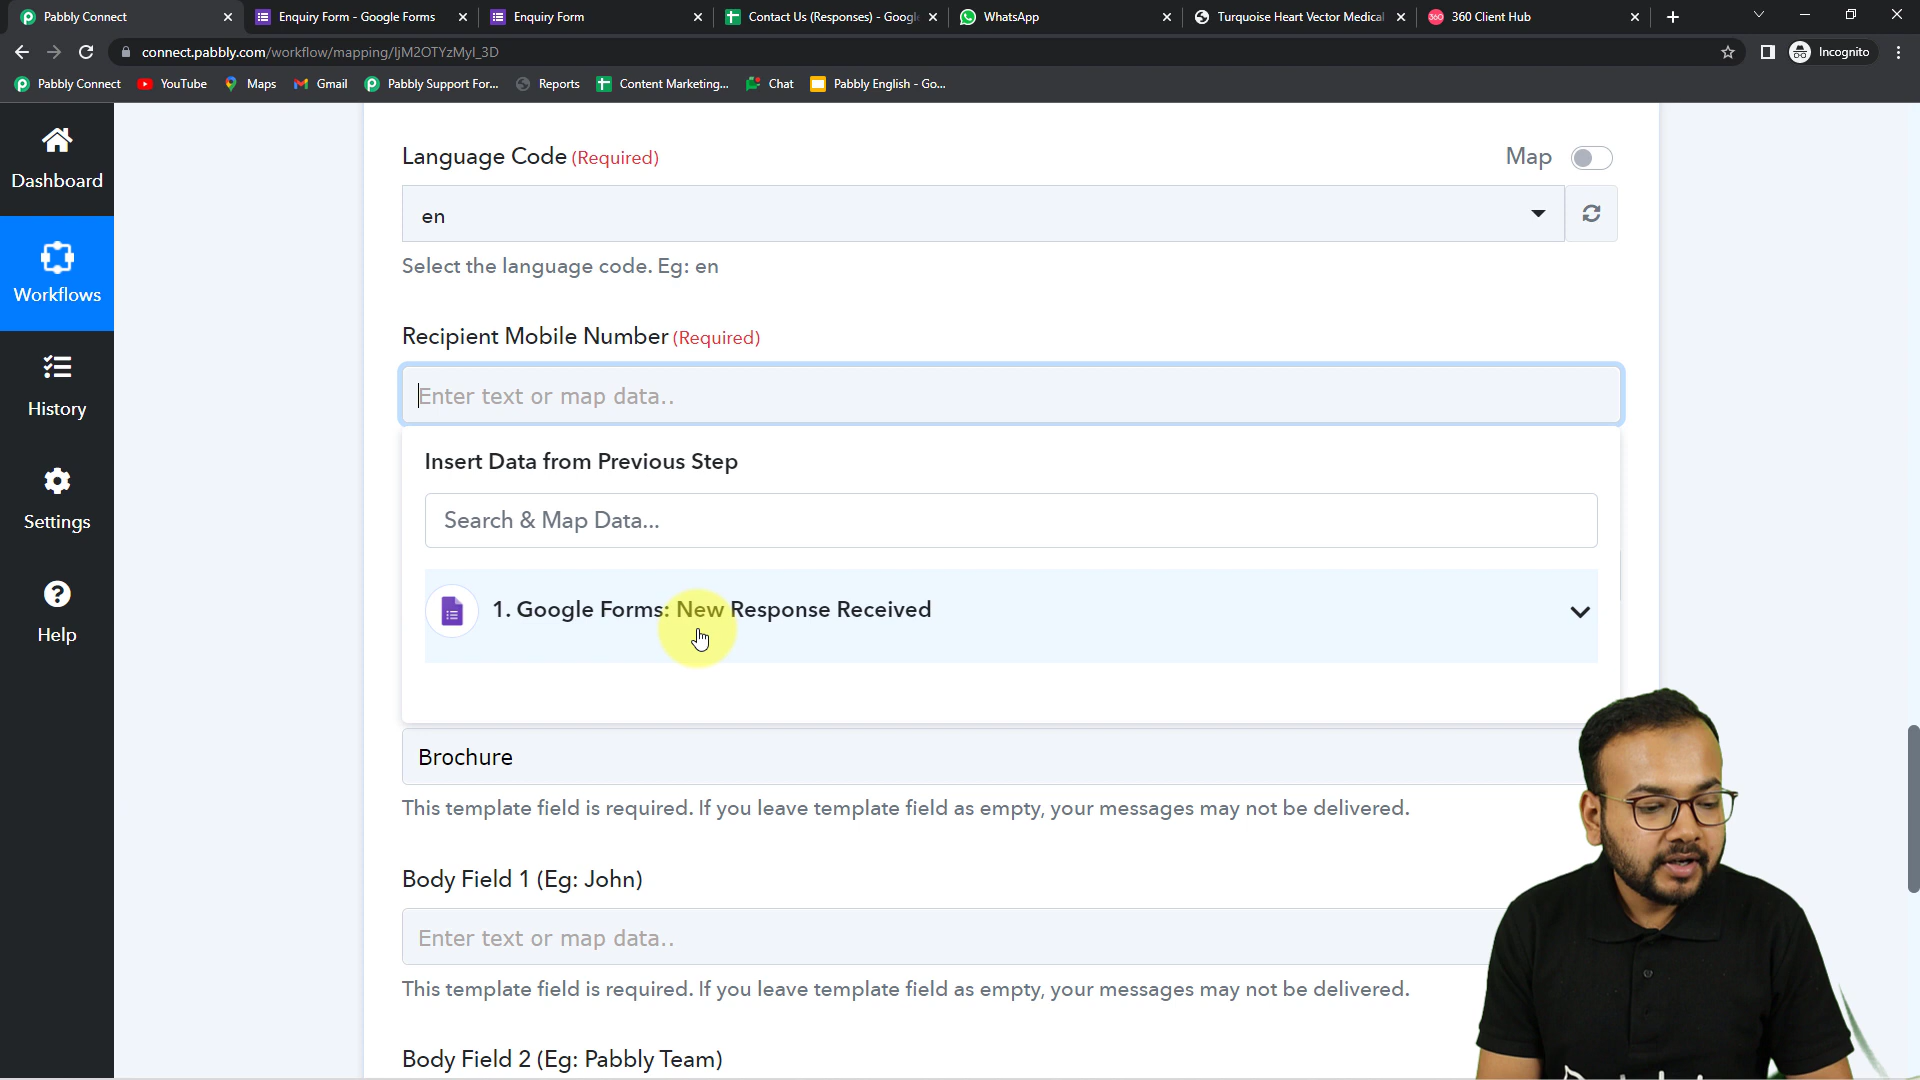 Pabbly Connect
Enquiry Form - Google Forms
Enquiry Form
Contact Us (Responses) - Google
WhatsApp
Turquoise Heart Vector Medical
360 Client Hub
connect.pabbly.com/workflow/mapping/IjM2OTYzMyI_3D
Incognito
Pabbly Connect
YouTube
Maps
Gmail
Pabbly Support For...
Reports
Content Marketing...
Chat
Pabbly English - Go...
Dashboard
Workflows
History
Settings
Help
Language Code (Required)
Map
en
Select the language code. Eg: en
Recipient Mobile Number (Required)
Enter text or map data..
Insert Data from Previous Step
Search & Map Data...
1. Google Forms: New Response Received
Brochure
This template field is required. If you leave template field as empty, your messages may not be delivered.
Body Field 1 (Eg: John)
Enter text or map data..
This template field is required. If you leave template field as empty, your messages may not be delivered.
Body Field 2 (Eg: Pabbly Team)